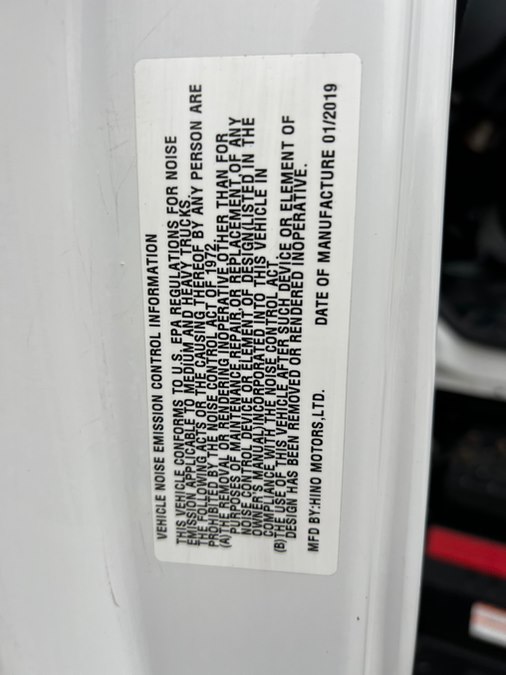 VEHICLE NOISE EMISSION CONTROL INFORMATION
THIS VEHICLE CONFORMS TO U.S. EPA REGULATIONS FOR NOISE
EMISSION APPLICABLE TO MEDIUM AND HEAVY TRUCKS.
THE FOLLOWING ACTS OR THE CAUSING THEREOF BY ANY PERSON ARE
PROHIBITED BY THE NOISE CONTROL ACT OF 1972.
(A) THE REMOVAL OR RENDERING INOPERATIVE OTHER THAN FOR
PURPOSES OF MAINTENANCE,REPAIR,OR REPLACEMENT,OF ANY
NOISE CONTROL DEVICE OR ELEMENT OF DESIGN(LISTED IN THE
OWNER'S MANUAL)INCORPORATED INTO THIS VEHICLE IN
COMPLIANCE WITH THE NOISE CONTROL ACT.
(B) THE USE OF THIS VEHICLE AFTER SUCH DEVICE OR ELEMENT OF
DESIGN HAS BEEN REMOVED OR RENDERED INOPERATIVE.
MFD BY:HINO MOTORS,LTD. DATE OF MANUFACTURE 01/2019